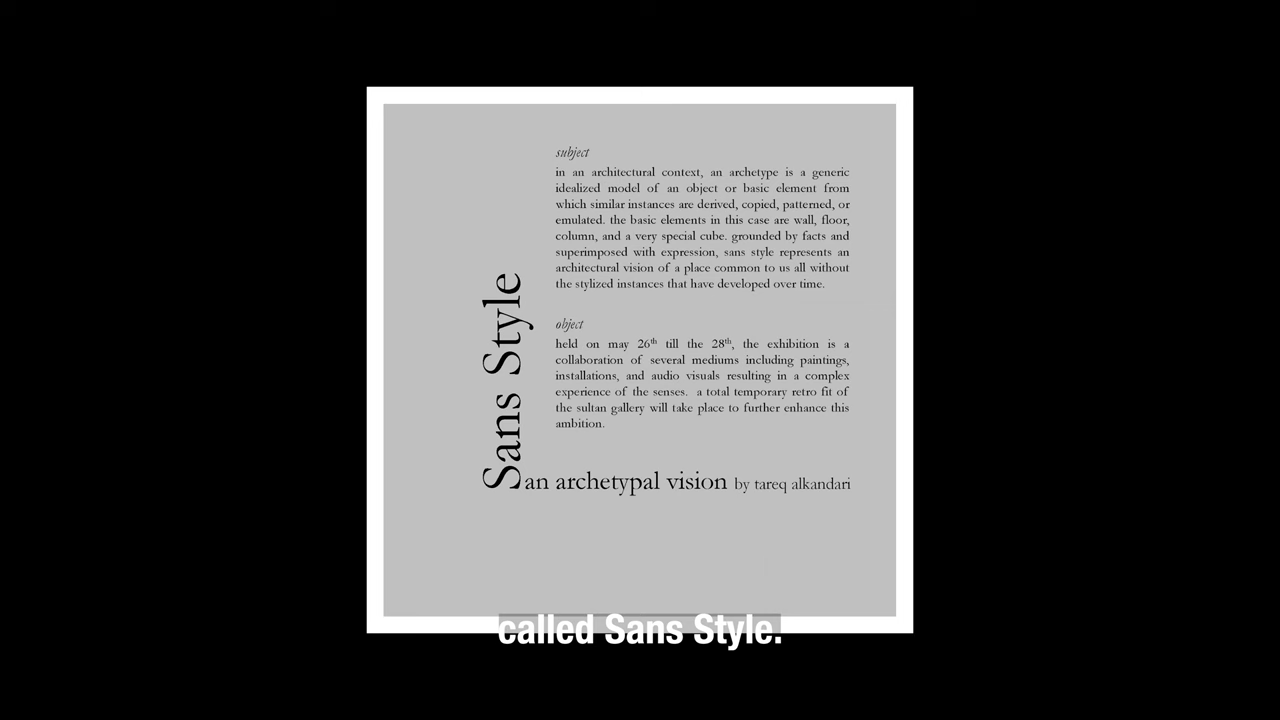 subject
in an architectural context, an archetype is a generic
idealized model of an object or basic element from
which similar instances are derived, copied, patterned, or
emulated. the basic elements in this case are wall, floor,
column, and a very special cube. grounded by facts and
superimposed with expression, sans style represents an
architectural vision of a place common to us all without
the stylized instances that have developed over time.
object
held on may 26th till the 28th, the exhibition is a
collaboration of several mediums including paintings,
installations, and audio visuals resulting in a complex
experience of the senses. a total temporary retro fit of
the sultan gallery will take place to further enhance this
ambition.
Sans Style
an archetypal vision by tareq alkandari
called Sans Style.